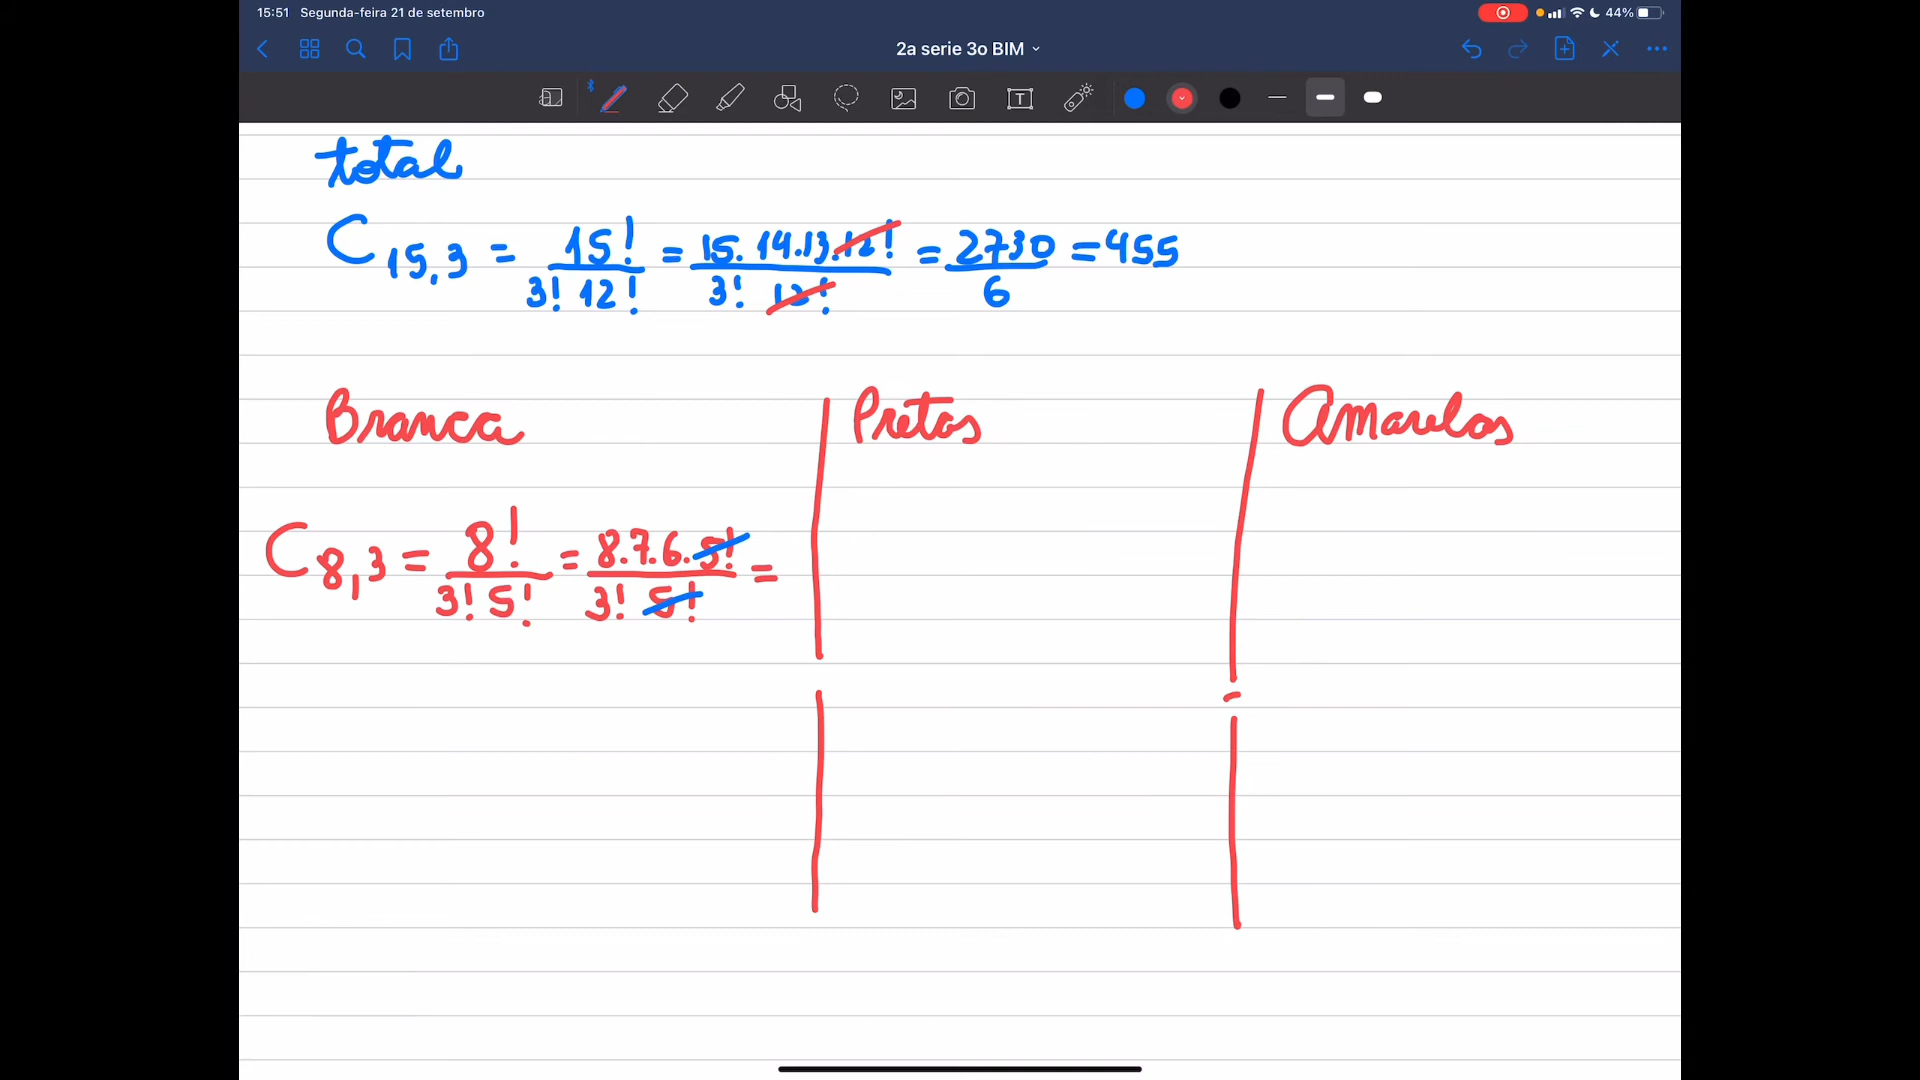 15:51 Segunda-feira 21 de setembro 44%
2a serie 3o BIM
T
total
C15,3 = 15!/3! 12! = 15.14.13.12!/3! 12! = 2730/6 = 455
Branca Pretas Amarelas
C8,3 = 8!/3! 5! = 8.7.6.5!/3! 5! =